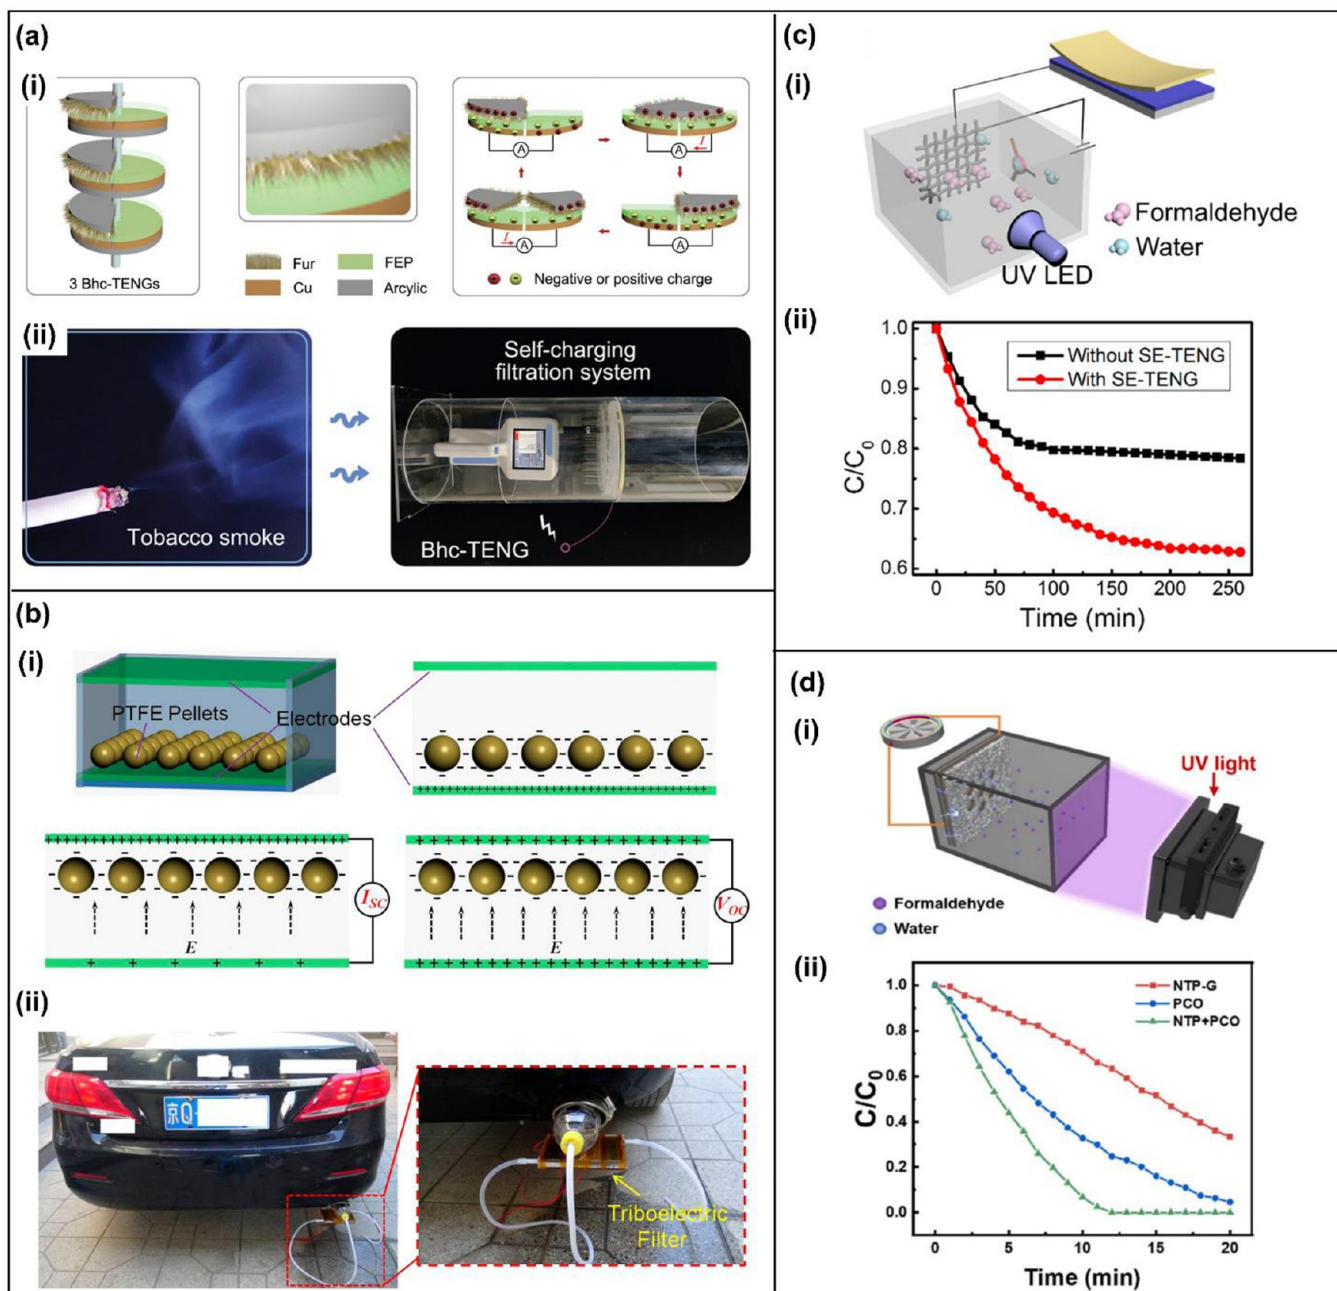 (a)
(i)
3 Bhc-TENGs
Fur
FEP
Cu
Arcylic
A
I
A
I
A
A
Negative or positive charge
(ii)
Tobacco smoke
Self-charging
filtration system
Bhc-TENG
(b)
(i)
PTFE Pellets
Electrodes
E
I_SC
E
V_OC
(ii)
京Q
Triboelectric
Filter
(c)
(i)
Formaldehyde
Water
UV LED
(ii)
1.0
0.9
0.8
0.7
0.6
C/C₀
Without SE-TENG
With SE-TENG
0 50 100 150 200 250
Time (min)
(d)
(i)
UV light
Formaldehyde
Water
(ii)
1.0
0.8
0.6
0.4
0.2
0.0
C/C₀
NTP-G
PCO
NTP+PCO
0 5 10 15 20
Time (min)